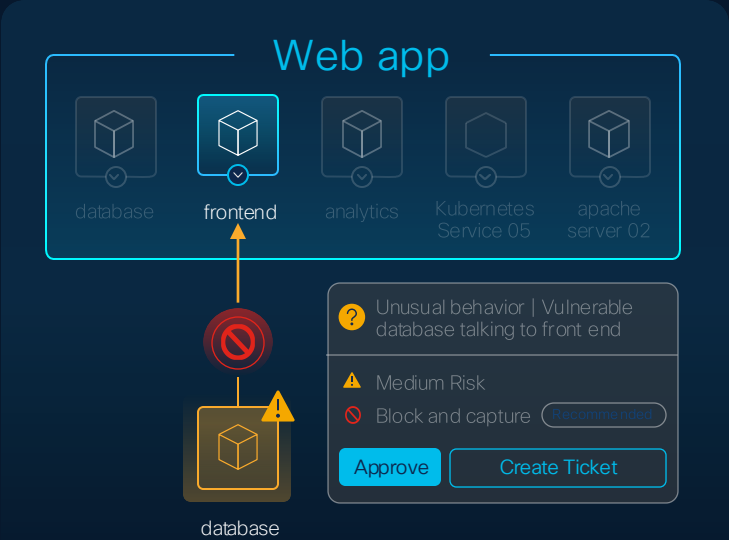 Web app
database
frontend
analytics
Kubernetes
Service 05
apache
server 02
Unusual behavior | Vulnerable
database talking to front end
Medium Risk
Block and capture
Recommended
Approve
Create Ticket
database